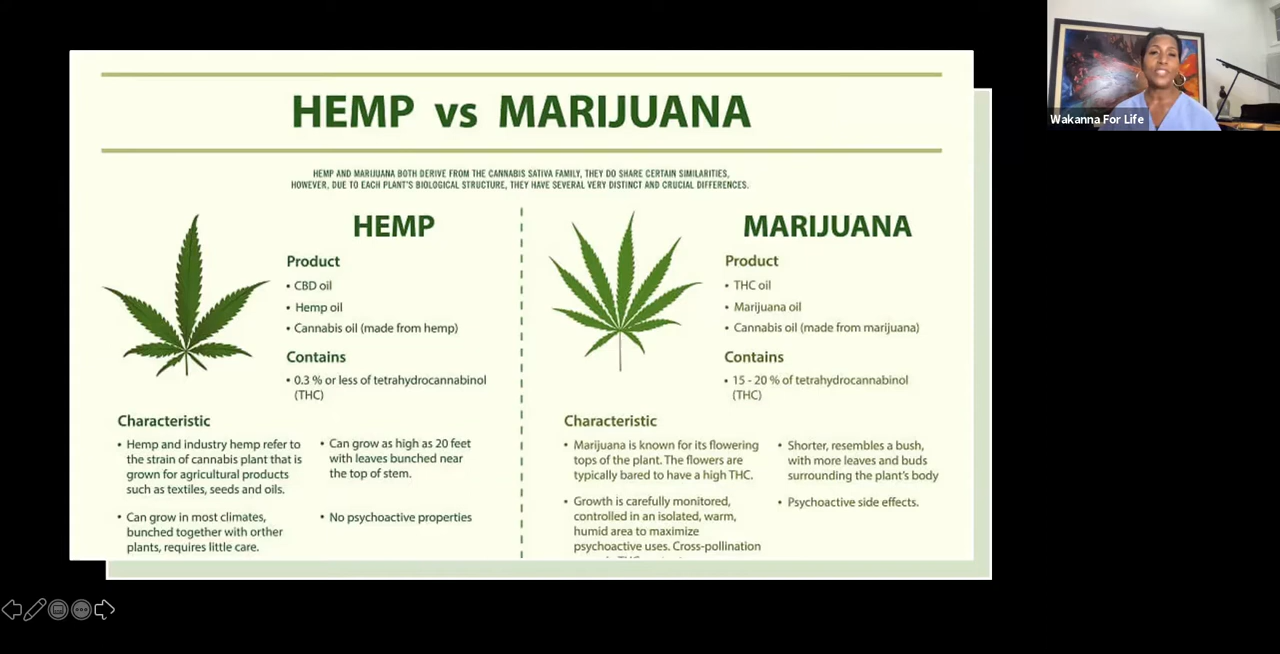 Wakanna For Life
HEMP vs MARIJUANA
HEMP AND MARIJUANA BOTH DERIVE FROM THE CANNABIS SATIVA FAMILY, THEY DO SHARE CERTAIN SIMILARITIES,
HOWEVER, DUE TO EACH PLANT'S BIOLOGICAL STRUCTURE, THEY HAVE SEVERAL VERY DISTINCT AND CRUCIAL DIFFERENCES.
HEMP
Product
• CBD oil
• Hemp oil
• Cannabis oil (made from hemp)
Contains
• 0.3 % or less of tetrahydrocannabinol
(THC)
Characteristic
• Hemp and industry hemp refer to
the strain of cannabis plant that is
grown for agricultural products
such as textiles, seeds and oils.
• Can grow in most climates,
bunched together with orther
plants, requires little care.
• Can grow as high as 20 feet
with leaves bunched near
the top of stem.
• No psychoactive properties
MARIJUANA
Product
• THC oil
• Marijuana oil
• Cannabis oil (made from marijuana)
Contains
• 15 - 20 % of tetrahydrocannabinol
(THC)
Characteristic
• Marijuana is known for its flowering
tops of the plant. The flowers are
typically bared to have a high THC.
• Growth is carefully monitored,
controlled in an isolated, warm,
humid area to maximize
psychoactive uses. Cross-pollination
• Shorter, resembles a bush,
with more leaves and buds
surrounding the plant's body
• Psychoactive side effects.